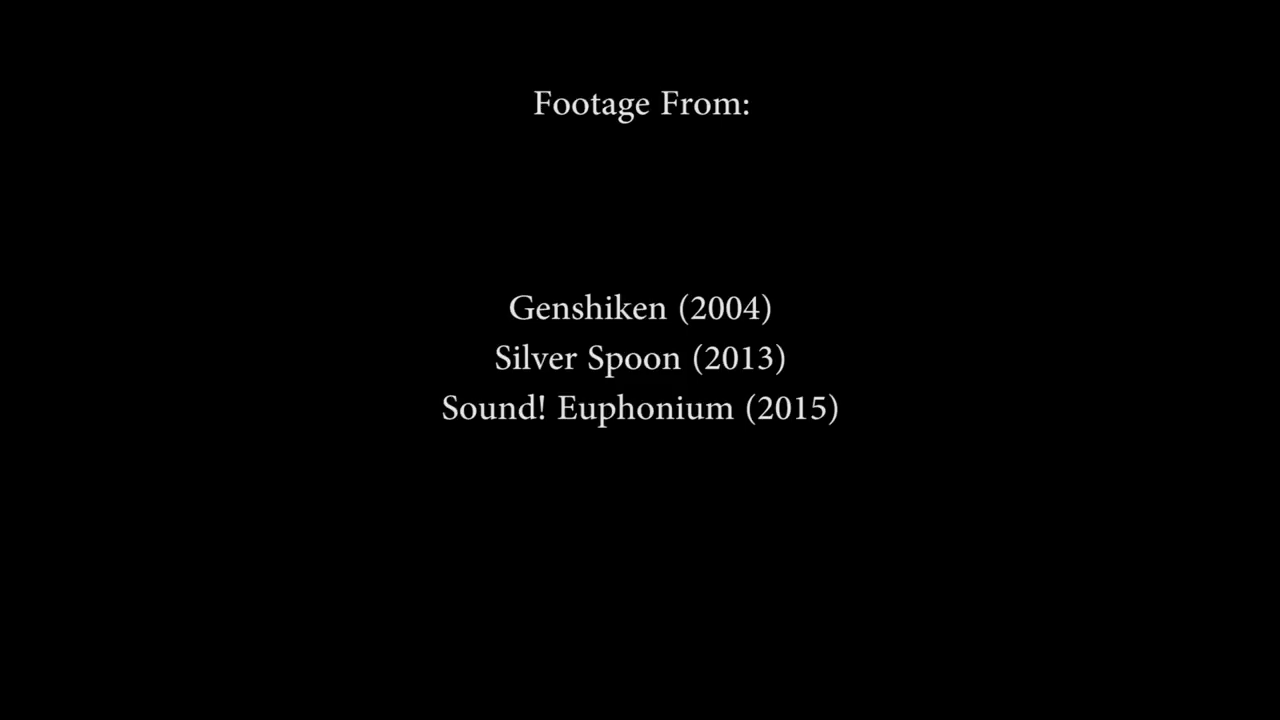 Footage From:
Genshiken (2004)
Silver Spoon (2013)
Sound! Euphonium (2015)